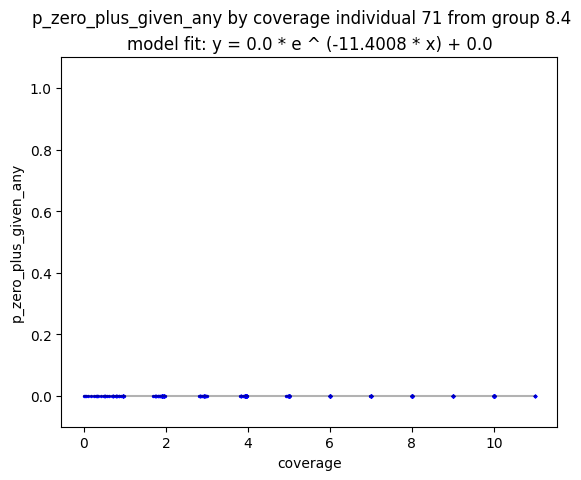 p_zero_plus_given_any by coverage individual 71 from group 8.4
model fit: y = 0.0 * e ^ (-11.4008 * x) + 0.0
1.0
0.8
0.6
0.4
0.2
0.0
p_zero_plus_given_any
0 2 4 6 8 10
coverage